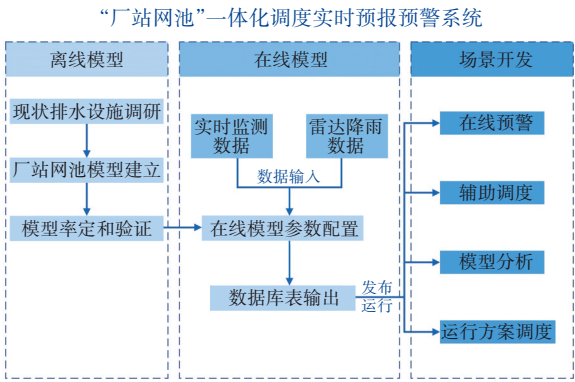 “厂站网池”一体化调度实时预报预警系统
离线模型
现状排水设施调研
厂站网池模型建立
模型率定和验证
在线模型
实时监测
数据
雷达降雨
数据
数据输入
在线模型参数配置
数据库表输出
发布
运行
场景开发
在线预警
辅助调度
模型分析
运行方案调度